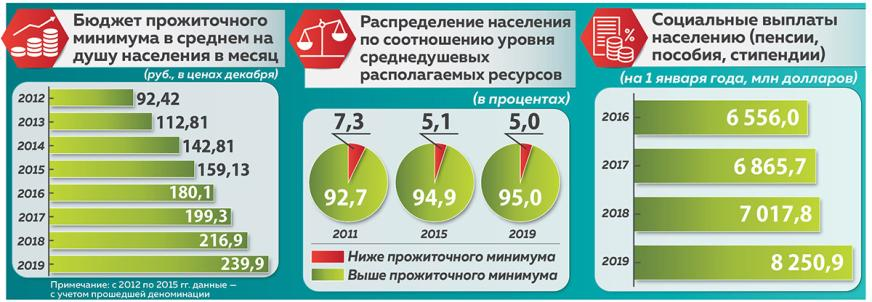 Бюджет прожиточного
минимума в среднем на
душу населения в месяц
(руб., в ценах декабря)
2012 92,42
2013 112,81
2014 142,81
2015 159,13
2016 180,1
2017 199,3
2018 216,9
2019 239,9
Примечание: с 2012 по 2015 гг. данные —
с учетом прошедшей деноминации
Распределение населения
по соотношению уровня
среднедушевых
располагаемых ресурсов
(в процентах)
7,3 5,1 5,0
92,7 94,9 95,0
2011 2015 2019
Ниже прожиточного минимума
Выше прожиточного минимума
Социальные выплаты
населению (пенсии,
пособия, стипендии)
(на 1 января года, млн долларов)
2016 6 556,0
2017 6 865,7
2018 7 017,8
2019 8 250,9